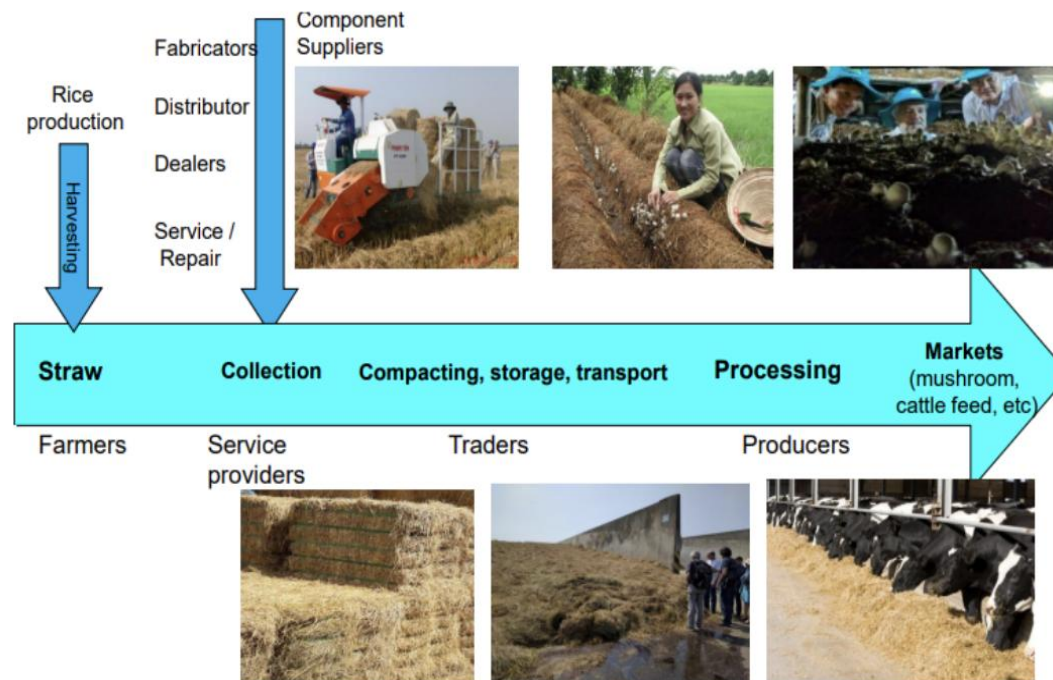 Component
Suppliers
Fabricators
Distributor
Dealers
Service /
Repair
Rice
production
Harvesting
Straw
Collection
Compacting, storage, transport
Processing
Markets
(mushroom,
cattle feed, etc)
Farmers
Service
providers
Traders
Producers